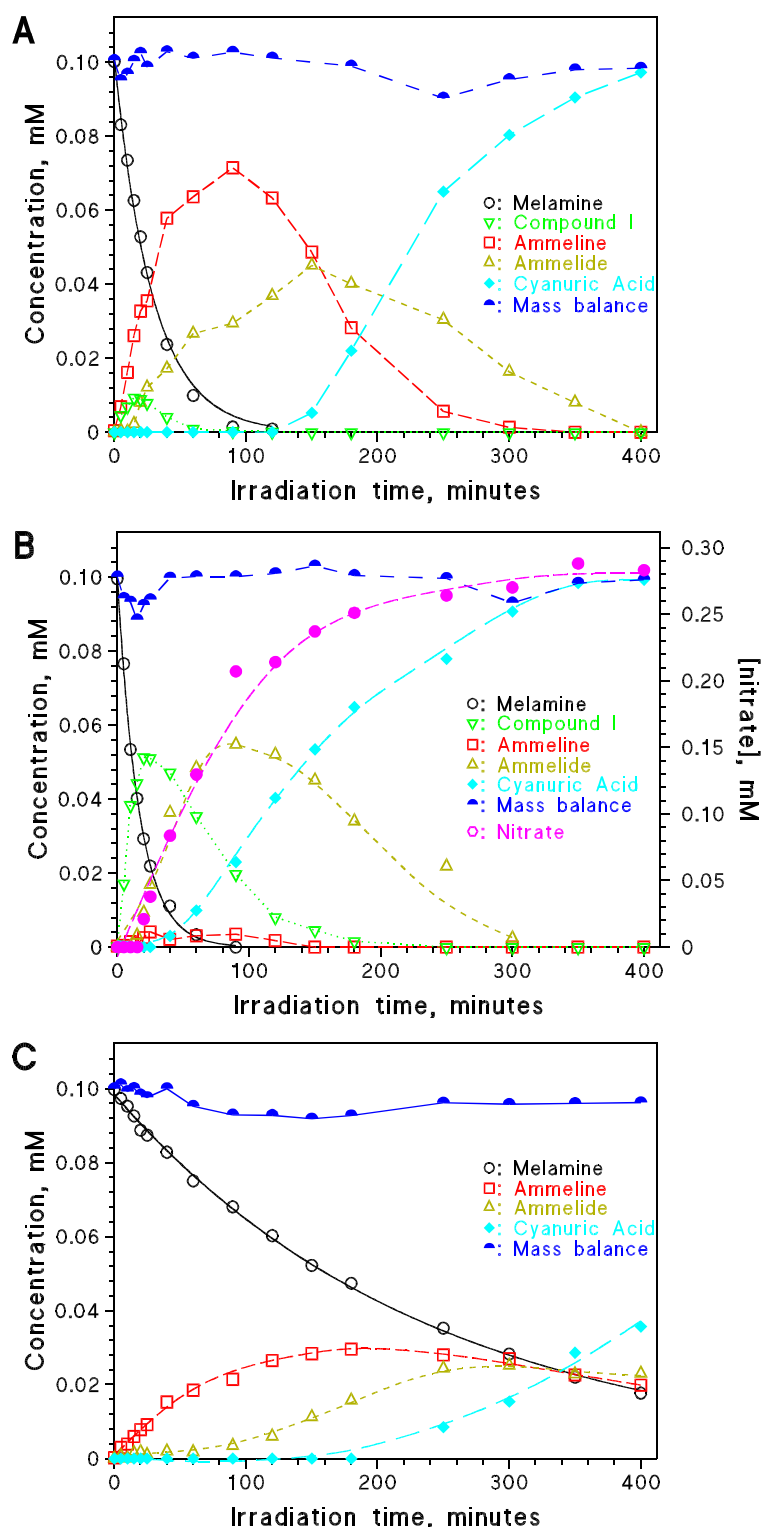 A
Concentration, mM
0.10
0.08
0.06
0.04
0.02
0
0 100 200 300 400
Irradiation time, minutes
: Melamine
: Compound I
: Ammeline
: Ammelide
: Cyanuric Acid
: Mass balance
B
Concentration, mM
0.10
0.08
0.06
0.04
0.02
0
0.30
0.25
0.20
0.15
0.10
0.05
0
[nitrate], mM
0 100 200 300 400
Irradiation time, minutes
: Melamine
: Compound I
: Ammeline
: Ammelide
: Cyanuric Acid
: Mass balance
: Nitrate
C
Concentration, mM
0.10
0.08
0.06
0.04
0.02
0
0 100 200 300 400
Irradiation time, minutes
: Melamine
: Ammeline
: Ammelide
: Cyanuric Acid
: Mass balance